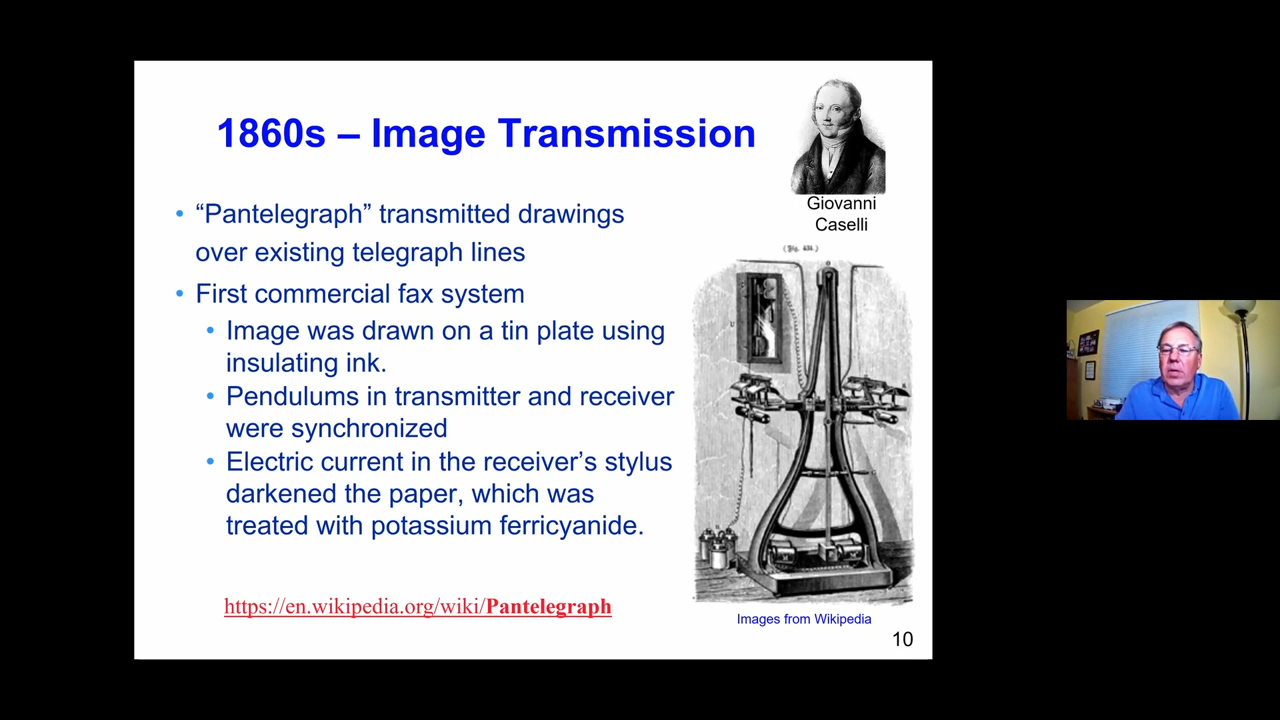 1860s – Image Transmission
Giovanni
Caselli
• “Pantelegraph” transmitted drawings
over existing telegraph lines
• First commercial fax system
• Image was drawn on a tin plate using
insulating ink.
• Pendulums in transmitter and receiver
were synchronized
• Electric current in the receiver’s stylus
darkened the paper, which was
treated with potassium ferricyanide.
https://en.wikipedia.org/wiki/Pantelegraph
Images from Wikipedia
10